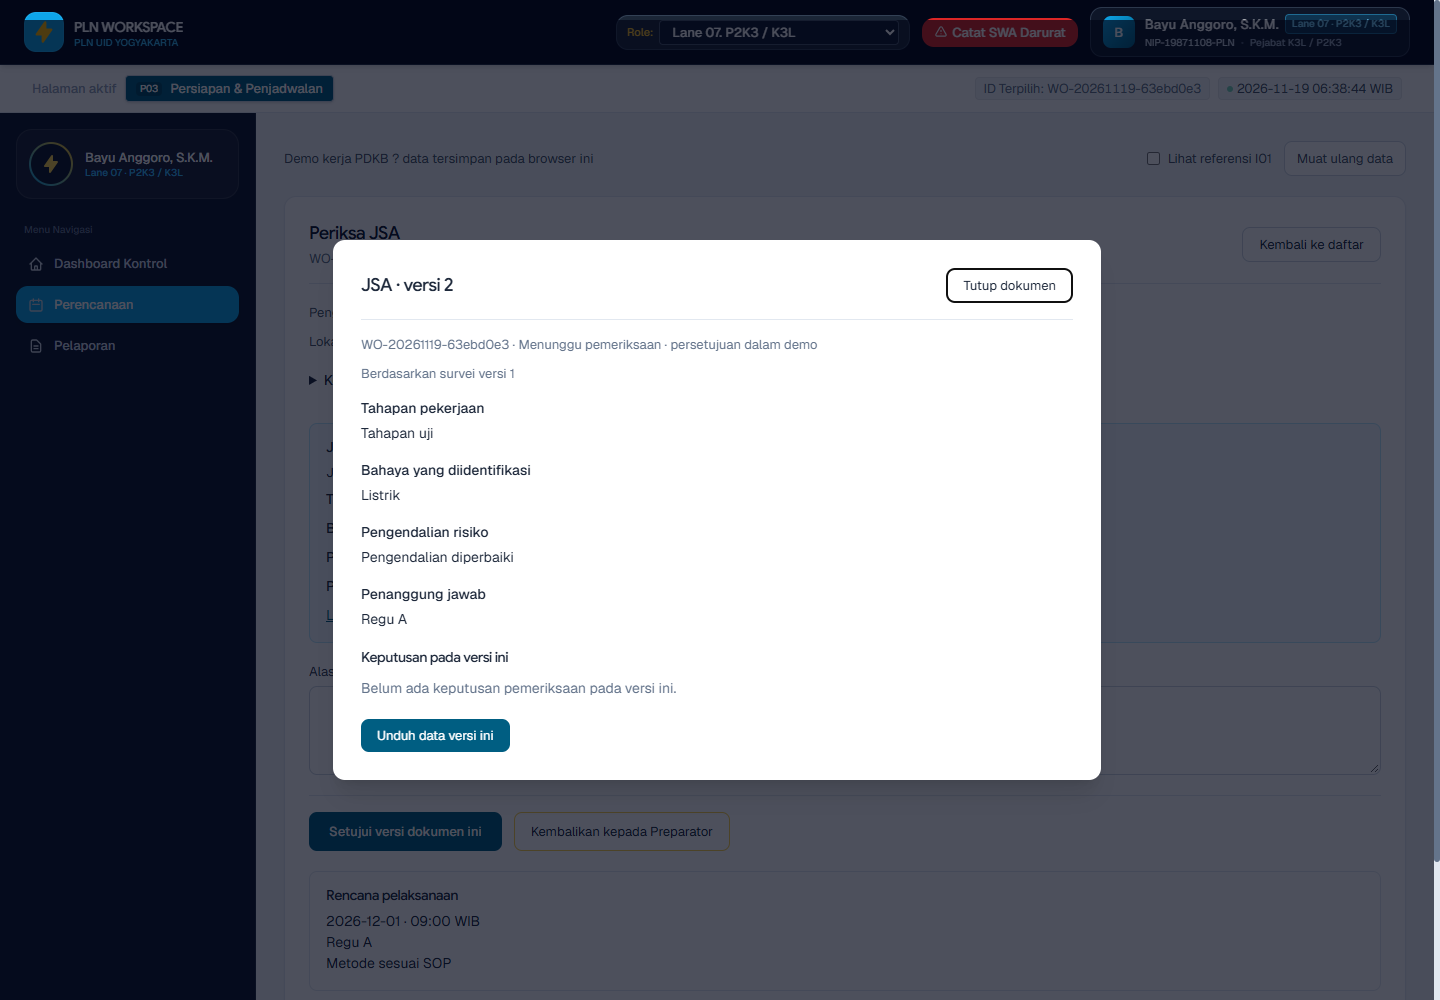 PLN WORKSPACE
PLN UID YOGYAKARTA
Role: Lane 07. P2K3 / K3L
Catat SWA Darurat
B
Bayu Anggoro, S.K.M. Lane 07 · P2K3 / K3L
NIP-19871108-PLN · Pejabat K3L / P2K3
Halaman aktif P03 Persiapan & Penjadwalan
ID Terpilih: WO-20261119-63ebd0e3
2026-11-19 06:38:44 WIB
Bayu Anggoro, S.K.M.
Lane 07 · P2K3 / K3L
Menu Navigasi
Dashboard Kontrol
Perencanaan
Pelaporan
Demo kerja PDKB ? data tersimpan pada browser ini
Lihat referensi I01
Muat ulang data
Periksa JSA
WO-
Kembali ke daftar
JSA · versi 2
Tutup dokumen
WO-20261119-63ebd0e3 · Menunggu pemeriksaan · persetujuan dalam demo
Berdasarkan survei versi 1
Tahapan pekerjaan
Tahapan uji
Bahaya yang diidentifikasi
Listrik
Pengendalian risiko
Pengendalian diperbaiki
Penanggung jawab
Regu A
Keputusan pada versi ini
Belum ada keputusan pemeriksaan pada versi ini.
Unduh data versi ini
Setujui versi dokumen ini
Kembalikan kepada Preparator
Rencana pelaksanaan
2026-12-01 · 09:00 WIB
Regu A
Metode sesuai SOP